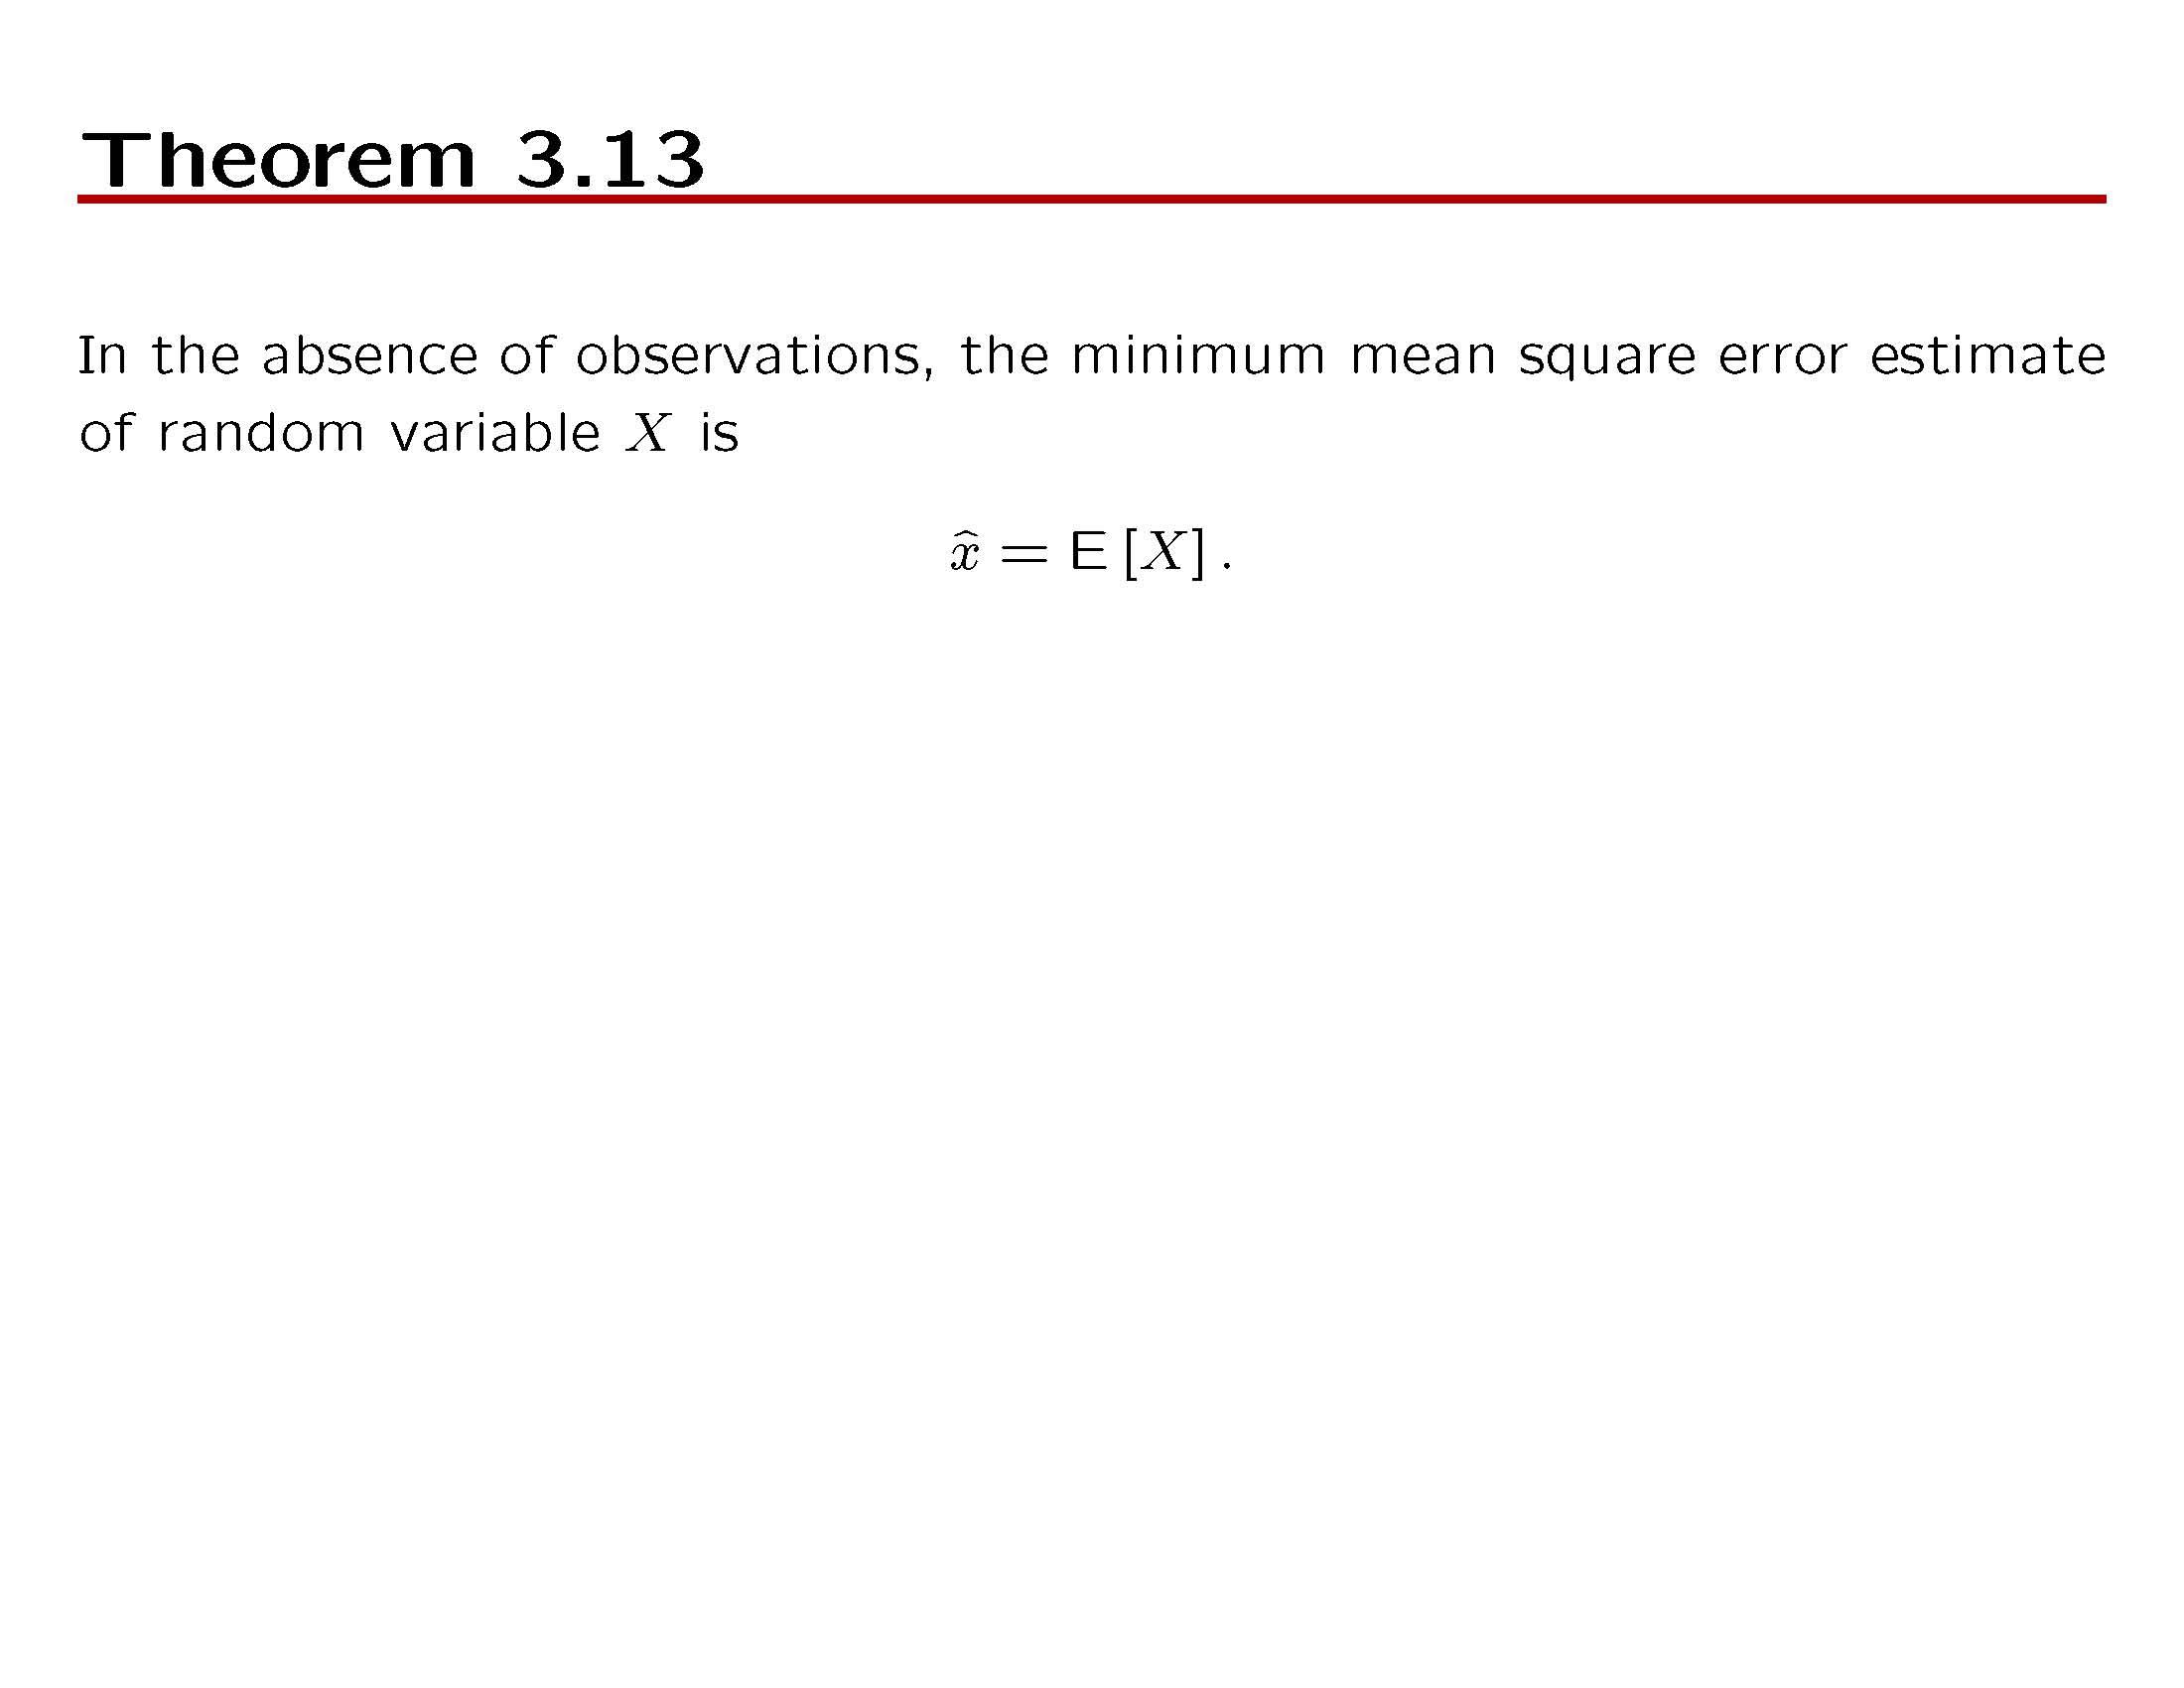 Theorem 3.13
In the absence of observations, the minimum mean square error estimate
of random variable X is
x̂ = E [X] .